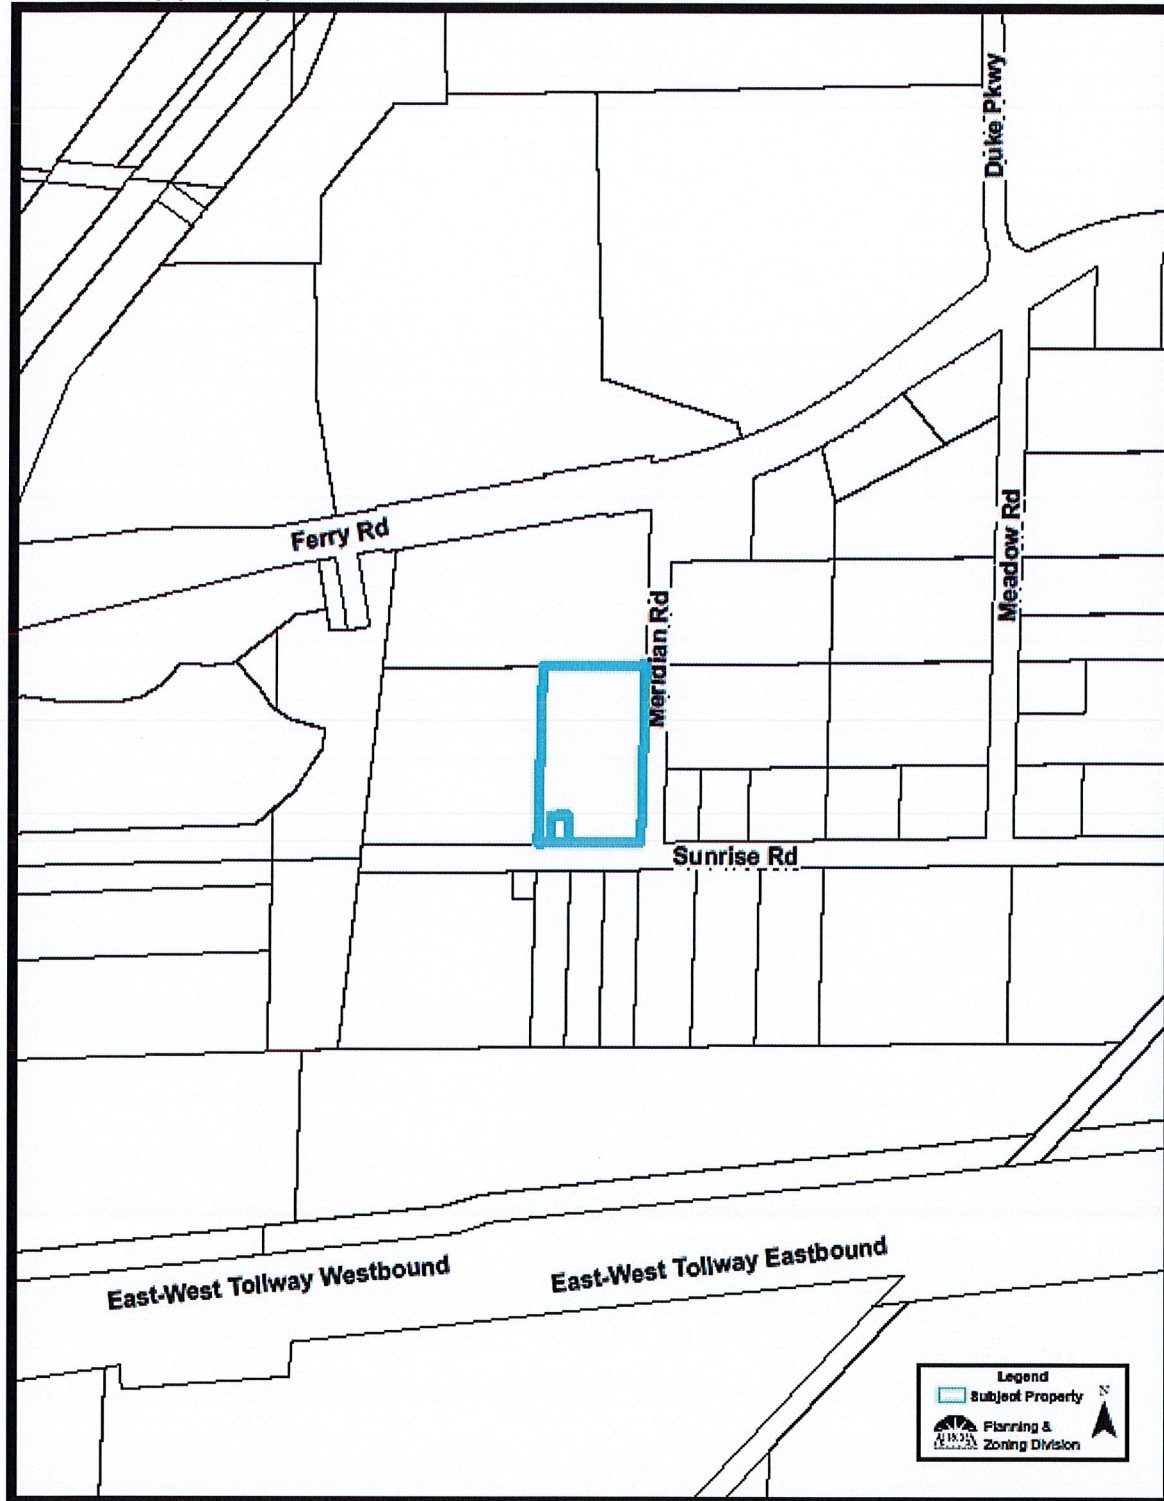 Duke Pkwy
Ferry Rd
Meadow Rd
Meridian Rd
Sunrise Rd
East-West Tollway Westbound
East-West Tollway Eastbound
Legend
Subject Property
N
Planning &
Zoning Division